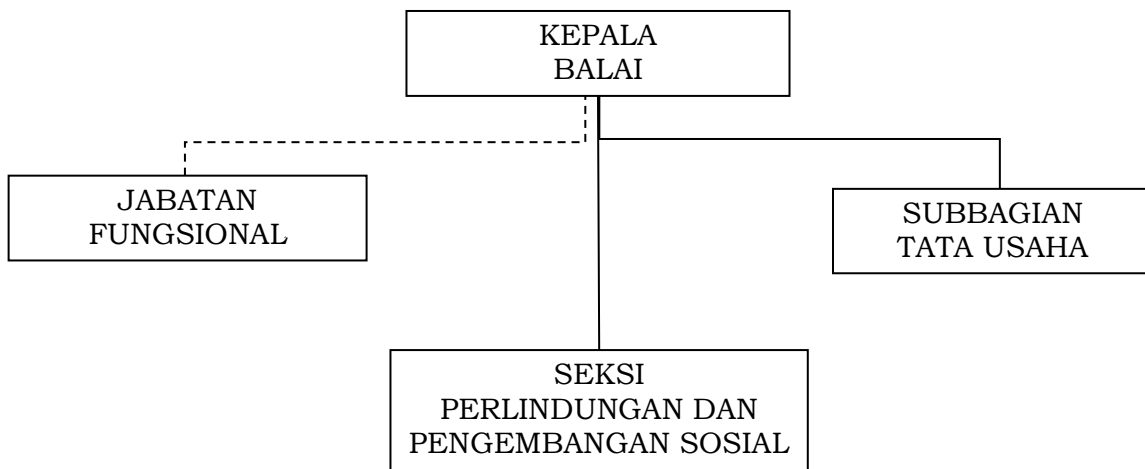 KEPALA
BALAI
JABATAN
FUNGSIONAL
SUBBAGIAN
TATA USAHA
SEKSI
PERLINDUNGAN DAN
PENGEMBANGAN SOSIAL